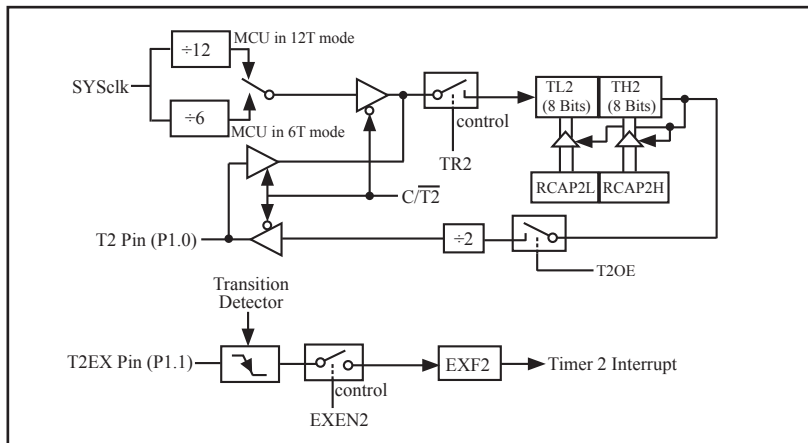 ÷12
MCU in 12T mode
SYSclk
÷6
MCU in 6T mode
control
TR2
TL2
(8 Bits)
TH2
(8 Bits)
RCAP2L
RCAP2H
C/T2
T2 Pin (P1.0)
÷2
T2OE
Transition
Detector
T2EX Pin (P1.1)
control
EXEN2
EXF2
Timer 2 Interrupt